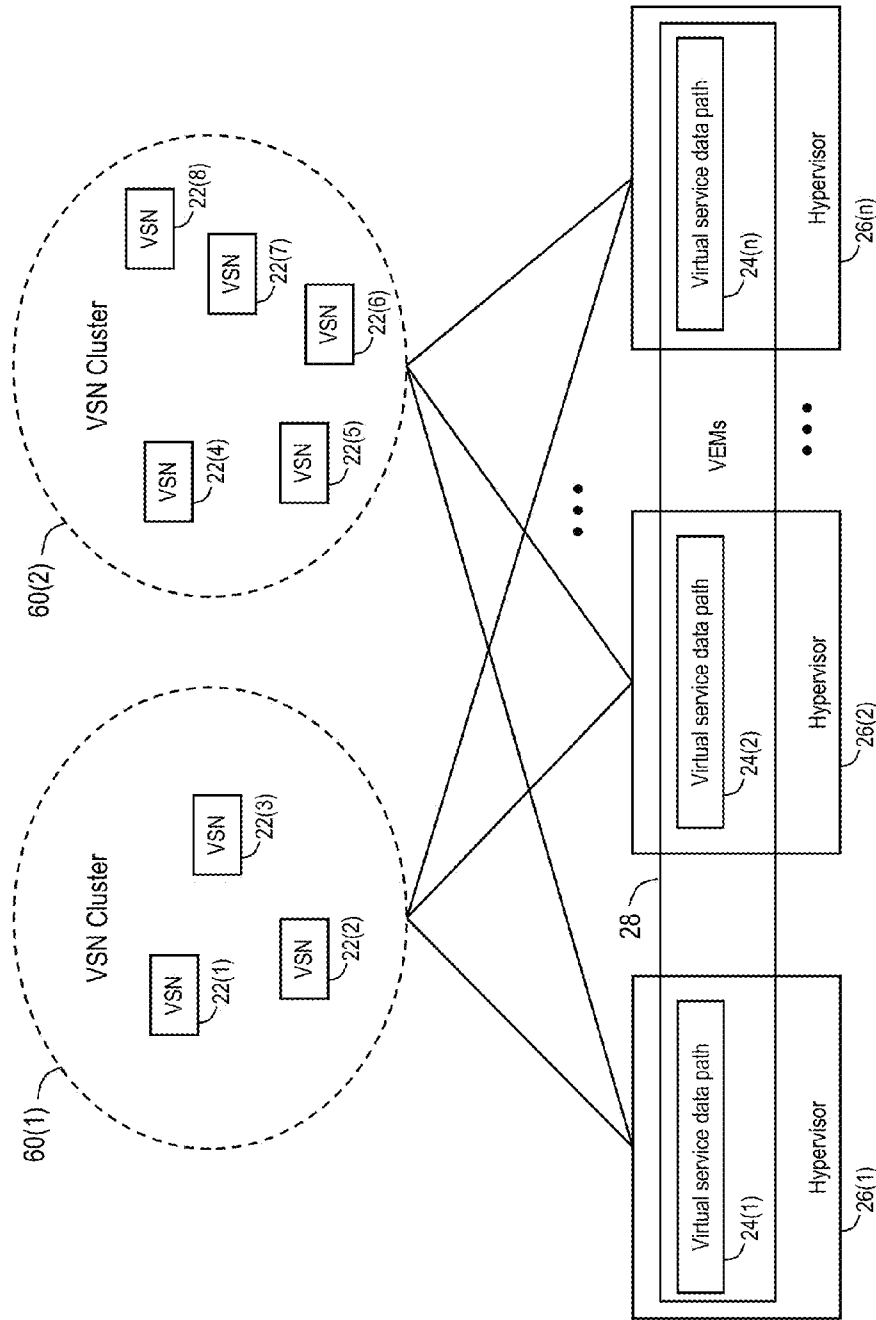 60(1)
VSN Cluster
VSN
22(1)
VSN
22(2)
VSN
22(3)
60(2)
VSN Cluster
VSN
22(4)
VSN
22(5)
VSN
22(6)
VSN
22(7)
VSN
22(8)
28
Virtual service data path
24(1)
Hypervisor
26(1)
Virtual service data path
24(2)
Hypervisor
26(2)
VEMs
Virtual service data path
24(n)
Hypervisor
26(n)